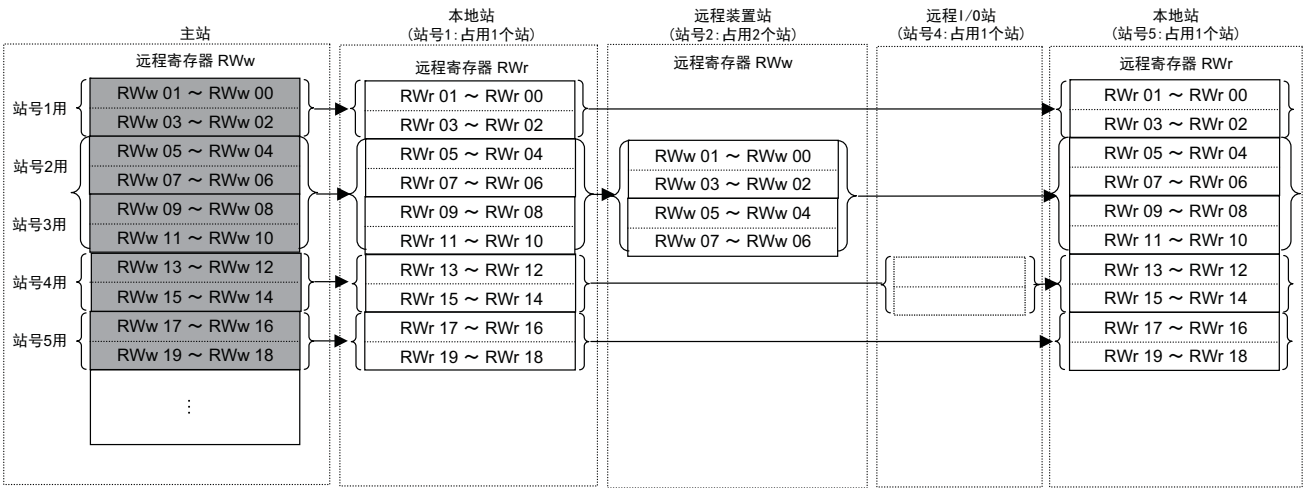 主站
远程寄存器 RWw
站号1用
RWw 01 ～ RWw 00
RWw 03 ～ RWw 02
站号2用
RWw 05 ～ RWw 04
RWw 07 ～ RWw 06
站号3用
RWw 09 ～ RWw 08
RWw 11 ～ RWw 10
站号4用
RWw 13 ～ RWw 12
RWw 15 ～ RWw 14
站号5用
RWw 17 ～ RWw 16
RWw 19 ～ RWw 18
⋮
本地站
(站号1:占用1个站)
远程寄存器 RWr
RWr 01 ～ RWr 00
RWr 03 ～ RWr 02
RWr 05 ～ RWr 04
RWr 07 ～ RWr 06
RWr 09 ～ RWr 08
RWr 11 ～ RWr 10
RWr 13 ～ RWr 12
RWr 15 ～ RWr 14
RWr 17 ～ RWr 16
RWr 19 ～ RWr 18
远程装置站
(站号2:占用2个站)
远程寄存器 RWw
RWw 01 ～ RWw 00
RWw 03 ～ RWw 02
RWw 05 ～ RWw 04
RWw 07 ～ RWw 06
远程I/O站
(站号4:占用1个站)
本地站
(站号5:占用1个站)
远程寄存器 RWr
RWr 01 ～ RWr 00
RWr 03 ～ RWr 02
RWr 05 ～ RWr 04
RWr 07 ～ RWr 06
RWr 09 ～ RWr 08
RWr 11 ～ RWr 10
RWr 13 ～ RWr 12
RWr 15 ～ RWr 14
RWr 17 ～ RWr 16
RWr 19 ～ RWr 18